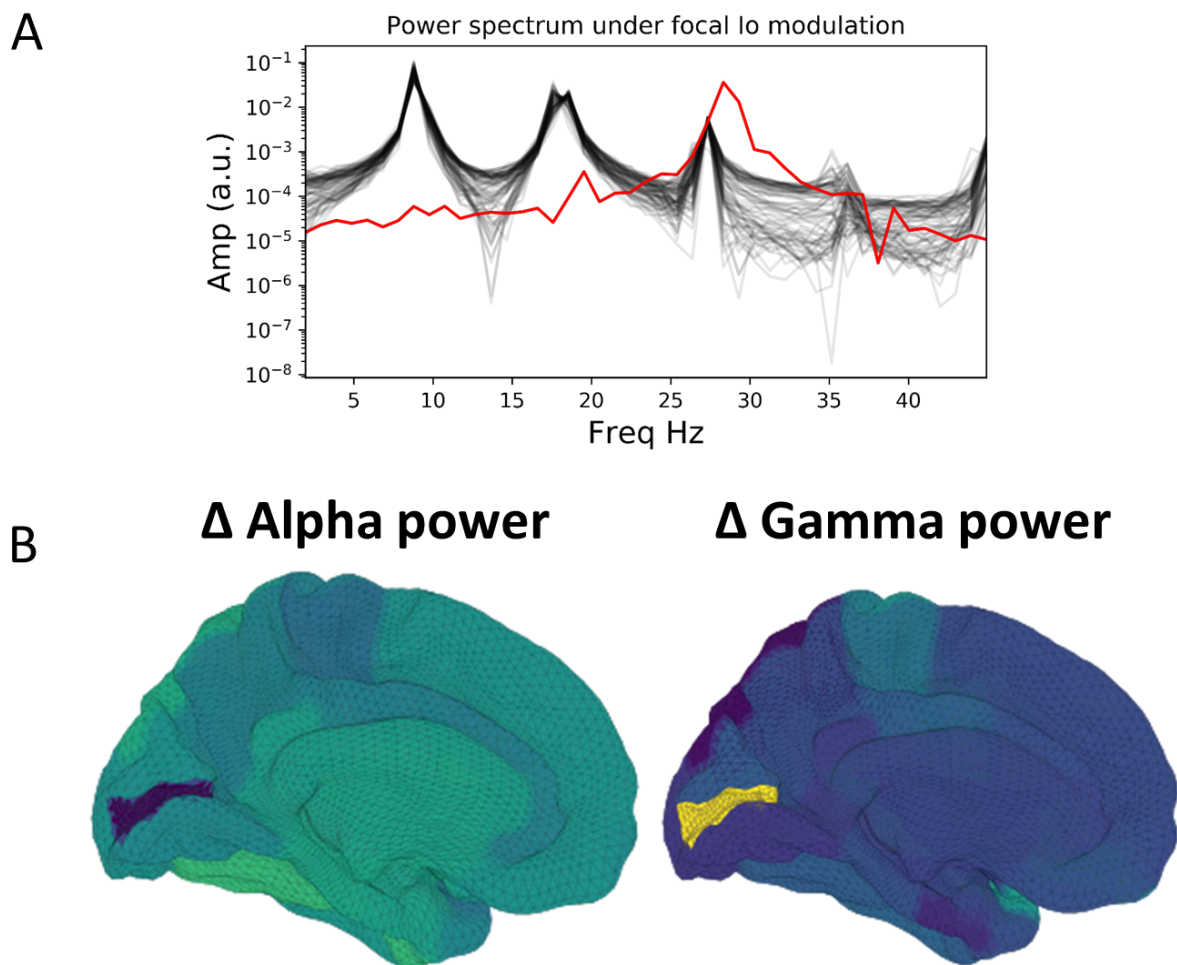 A
Power spectrum under focal Io modulation
Amp (a.u.)
10⁻¹
10⁻²
10⁻³
10⁻⁴
10⁻⁵
10⁻⁶
10⁻⁷
10⁻⁸
5 10 15 20 25 30 35 40
Freq Hz
B
Δ Alpha power
Δ Gamma power